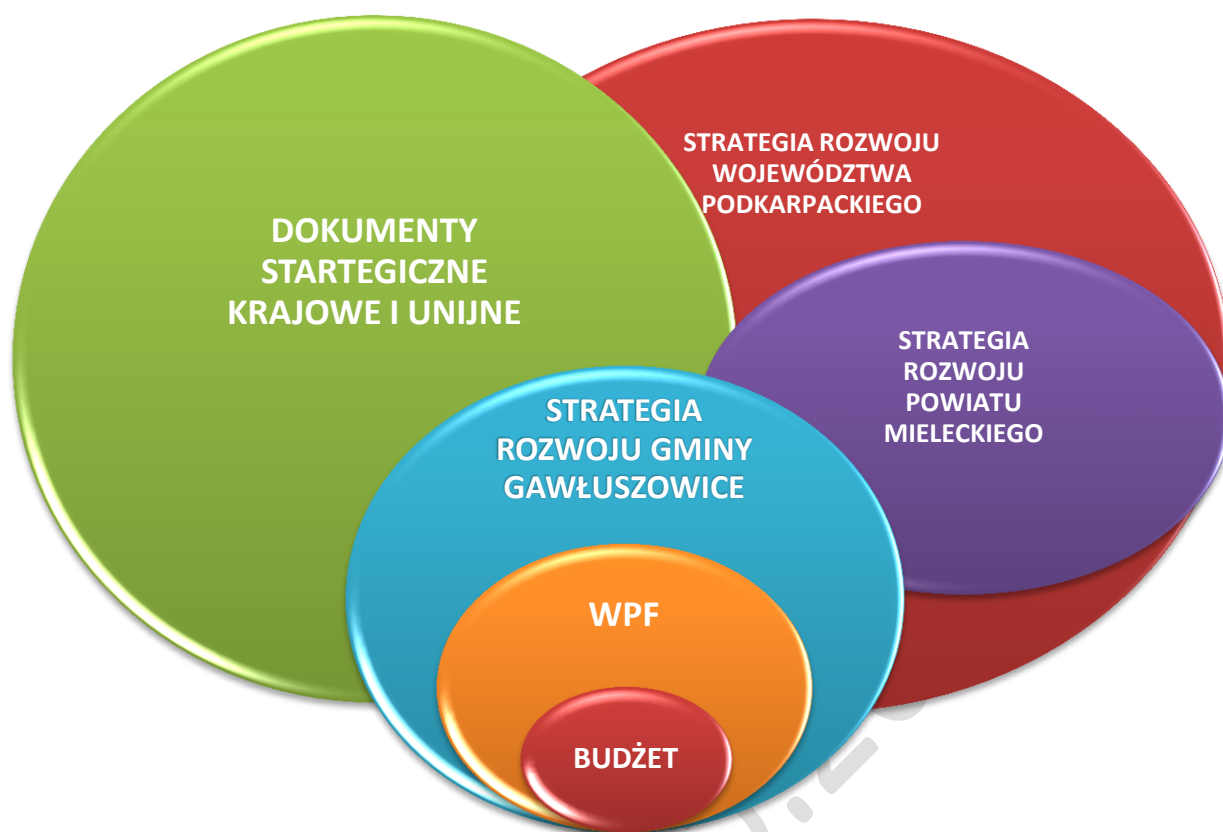 STRATEGIA ROZWOJU
WOJEWÓDZTWA
PODKARPACKIEGO
DOKUMENTY
STARTEGICZNE
KRAJOWE I UNIJNE
STRATEGIA
ROZWOJU
POWIATU
MIELECKIEGO
STRATEGIA
ROZWOJU GMINY
GAWŁUSZOWICE
WPF
BUDŻET